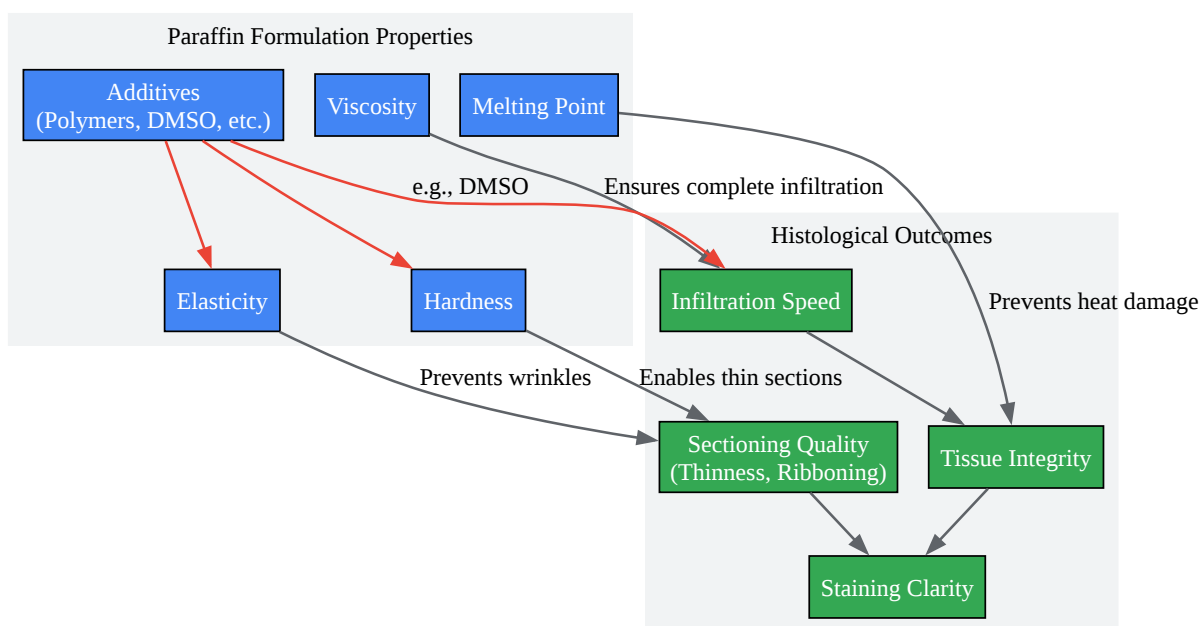 Paraffin Formulation Properties
Additives
(Polymers, DMSO, etc.)
Viscosity
Melting Point
e.g., DMSO
Ensures complete infiltration
Histological Outcomes
Elasticity
Hardness
Infiltration Speed
Prevents heat damage
Prevents wrinkles
Enables thin sections
Sectioning Quality
(Thinness, Ribboning)
Tissue Integrity
Staining Clarity